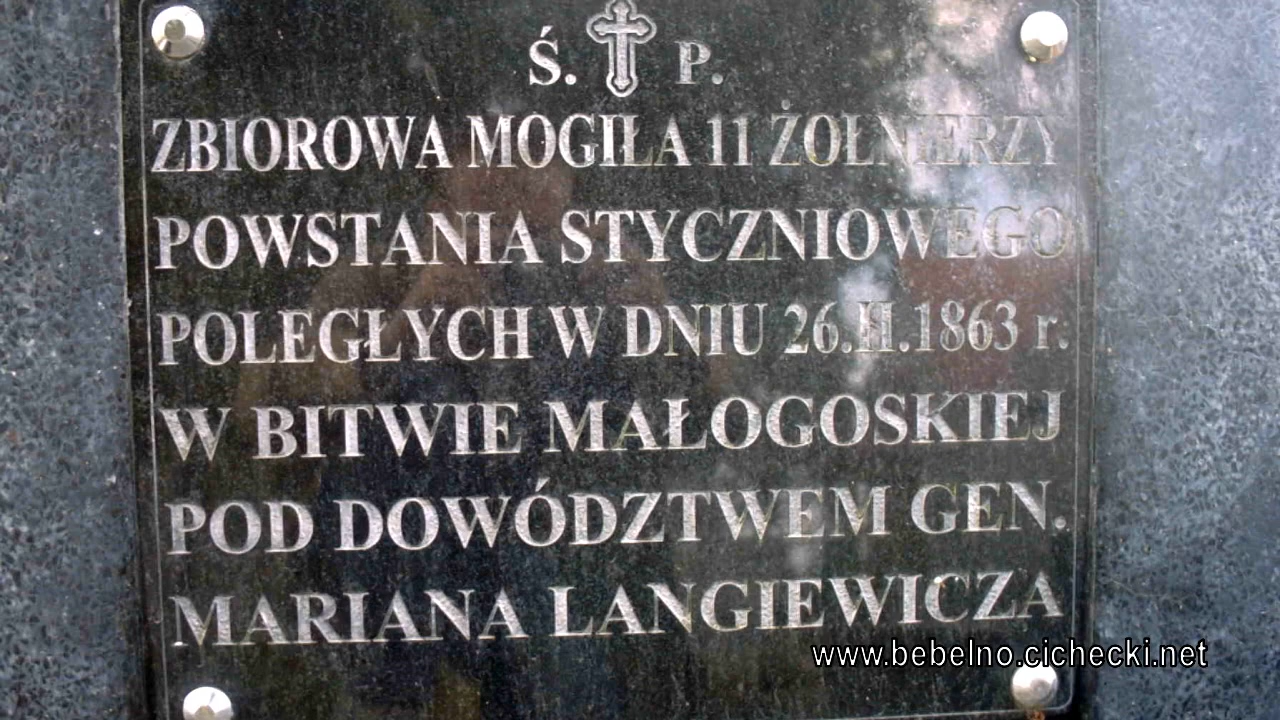 Ś. P.
ZBIOROWA MOGIŁA 11 ŻOŁNIERZY
POWSTANIA STYCZNIOWEGO
POLEGŁYCH W DNIU 26.II.1863 r.
W BITWIE MAŁOGOSKIEJ
POD DOWÓDZTWEM GEN.
MARIANA LANGIEWICZA
www.bebelno.cichecki.net